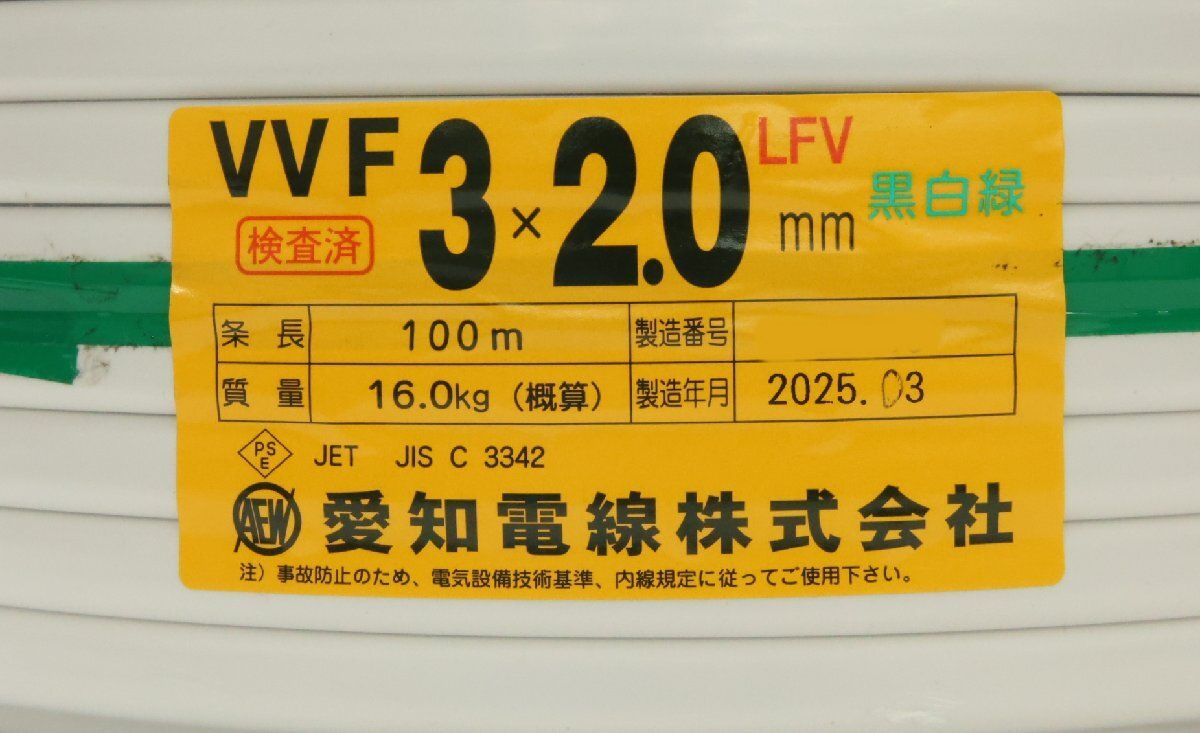 VVF 3×2.0 mm LFV
黒白緑
検査済
条長 100m 製造番号
質量 16.0kg (概算) 製造年月 2025.03
PSE JET JIS C 3342
AEW 愛知電線株式会社
注）事故防止のため、電気設備技術基準、内線規定に従ってご使用下さい。